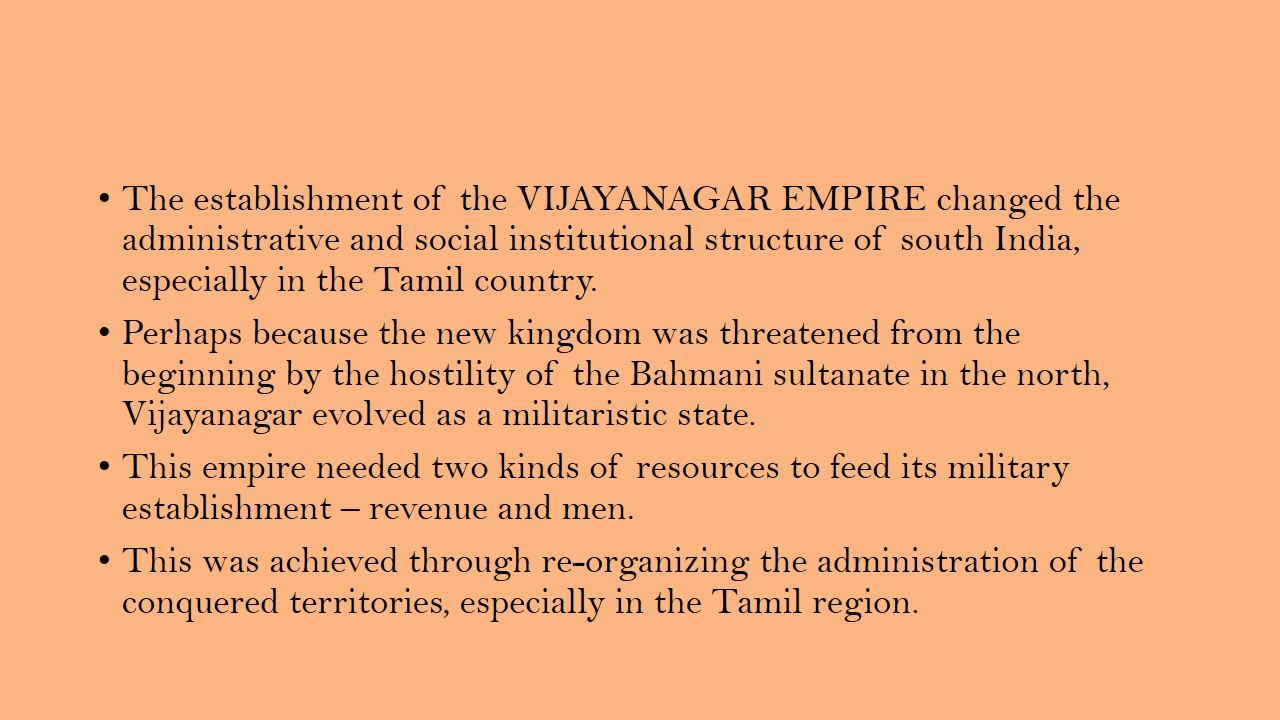 • The establishment of the VIJAYANAGAR EMPIRE changed the
administrative and social institutional structure of south India,
especially in the Tamil country.
• Perhaps because the new kingdom was threatened from the
beginning by the hostility of the Bahmani sultanate in the north,
Vijayanagar evolved as a militaristic state.
• This empire needed two kinds of resources to feed its military
establishment – revenue and men.
• This was achieved through re-organizing the administration of the
conquered territories, especially in the Tamil region.